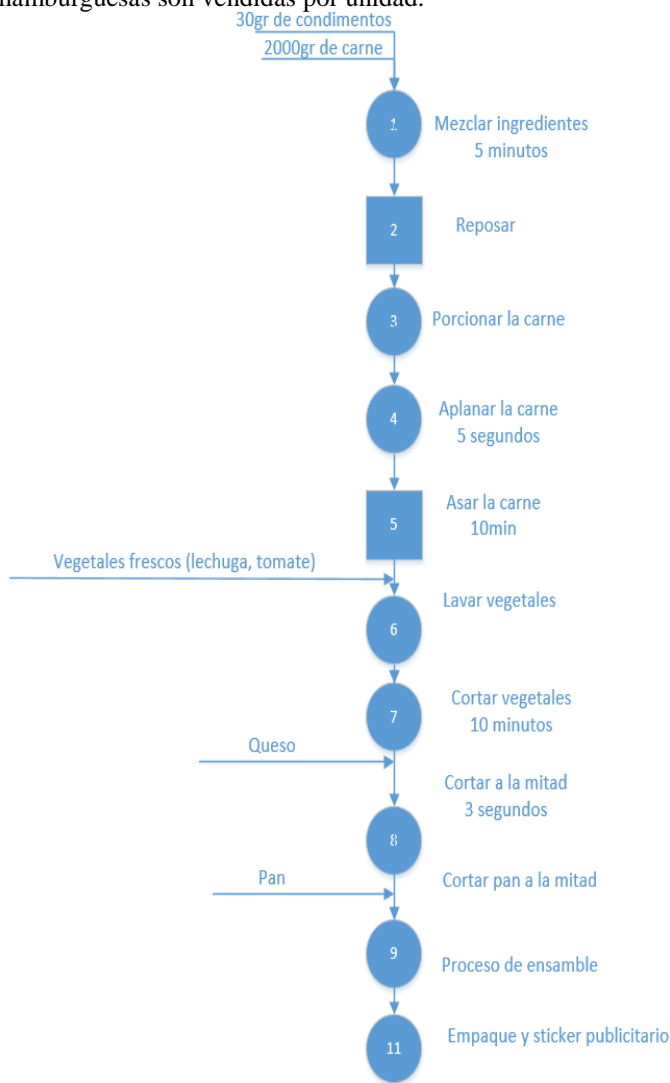 hamburguesas son vendidas por unidad.
30gr de condimentos
2000gr de carne
1
Mezclar ingredientes
5 minutos
2
Reposar
3
Porcionar la carne
4
Aplanar la carne
5 segundos
5
Asar la carne
10min
Vegetales frescos (lechuga, tomate)
6
Lavar vegetales
7
Cortar vegetales
10 minutos
Queso
Cortar a la mitad
3 segundos
8
Pan
Cortar pan a la mitad
9
Proceso de ensamble
11
Empaque y sticker publicitario